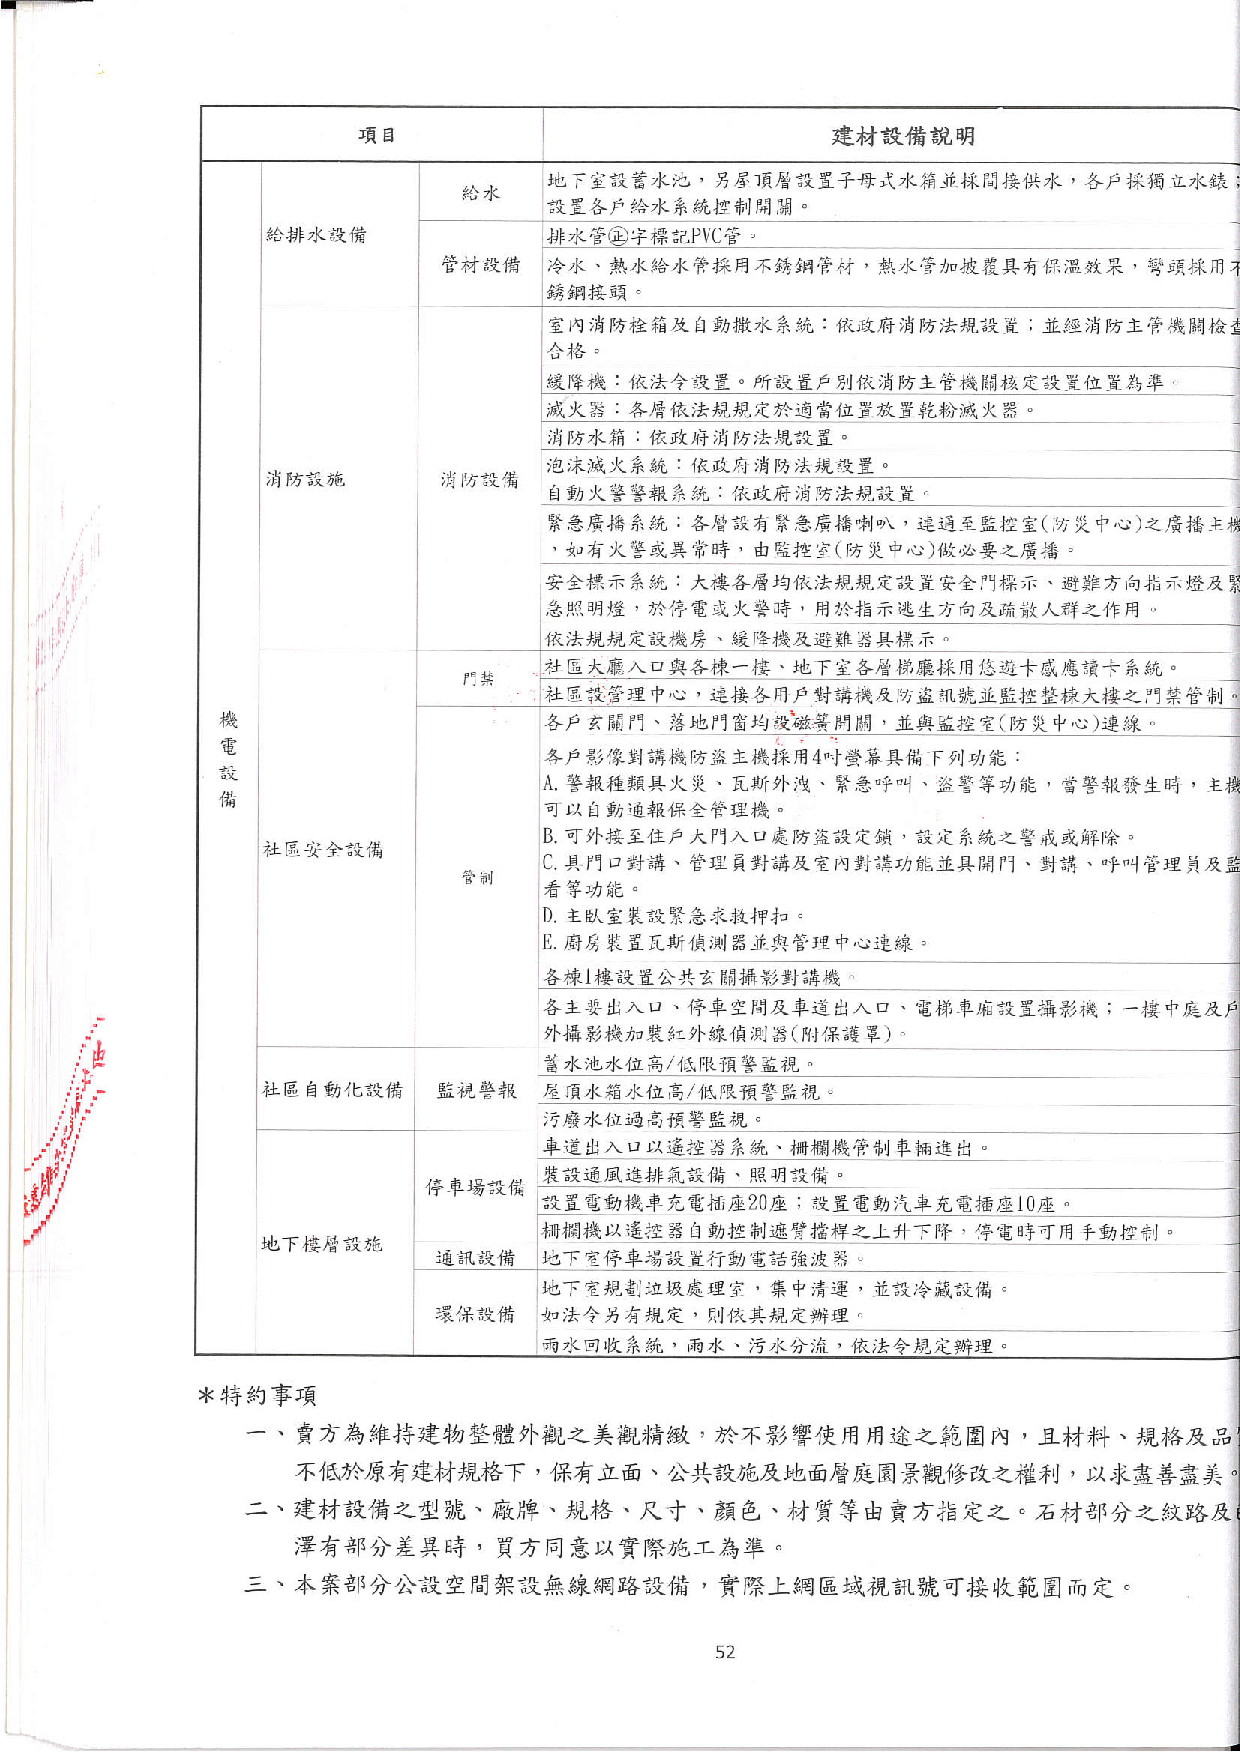 項目
建材設備說明
機電設備
給排水設備
給水
地下室設蓄水池，另屋頂層設置子母式水箱並採間接供水，各戶採獨立水錶；
設置各戶給水系統控制開關。
管材設備
排水管㊣字標記PVC管。
冷水、熱水給水管採用不銹鋼管材，熱水管加披覆具有保溫效果，彎頭採用不
銹鋼接頭。
消防設施
消防設備
室內消防栓箱及自動撒水系統：依政府消防法規設置；並經消防主管機關檢查
合格。
緩降機：依法令設置。所設置戶別依消防主管機關核定設置位置為準。
滅火器：各層依法規規定於適當位置放置乾粉滅火器。
消防水箱：依政府消防法規設置。
泡沫滅火系統：依政府消防法規設置。
自動火警警報系統：依政府消防法規設置。
緊急廣播系統：各層設有緊急廣播喇叭，連通至監控室(防災中心)之廣播主機
，如有火警或異常時，由監控室(防災中心)做必要之廣播。
安全標示系統：大樓各層均依法規規定設置安全門標示、避難方向指示燈及緊
急照明燈，於停電或火警時，用於指示逃生方向及疏散人群之作用。
依法規規定設機房、緩降機及避難器具標示。
社區安全設備
門禁
社區大廳入口與各棟一樓、地下室各層梯廳採用悠遊卡感應讀卡系統。
社區設管理中心，連接各用戶對講機及防盜訊號並監控整棟大樓之門禁管制。
管制
各戶玄關門、落地門窗均設磁簧開關，並與監控室(防災中心)連線。
各戶影像對講機防盜主機採用4吋螢幕具備下列功能：
A.警報種類具火災、瓦斯外洩、緊急呼叫、盜警等功能，當警報發生時，主機
可以自動通報保全管理機。
B.可外接至住戶大門入口處防盜設定鎖，設定系統之警戒或解除。
C.具門口對講、管理員對講及室內對講功能並具開門、對講、呼叫管理員及監
看等功能。
D.主臥室裝設緊急求救押扣。
E.廚房裝置瓦斯偵測器並與管理中心連線。
各棟1樓設置公共玄關攝影對講機。
各主要出入口、停車空間及車道出入口、電梯車廂設置攝影機；一樓中庭及戶
外攝影機加裝紅外線偵測器(附保護罩)。
社區自動化設備
監視警報
蓄水池水位高/低限預警監視。
屋頂水箱水位高/低限預警監視。
污廢水位過高預警監視。
地下樓層設施
停車場設備
車道出入口以遙控器系統、柵欄機管制車輛進出。
裝設通風進排氣設備、照明設備。
設置電動機車充電插座20座；設置電動汽車充電插座10座。
柵欄機以遙控器自動控制遮臂擋桿之上升下降，停電時可用手動控制。
通訊設備
地下室停車場設置行動電話強波器。
環保設備
地下室規劃垃圾處理室，集中清運，並設冷藏設備。
如法令另有規定，則依其規定辦理。
雨水回收系統，雨水、污水分流，依法令規定辦理。
＊特約事項
一、賣方為維持建物整體外觀之美觀精緻，於不影響使用用途之範圍內，且材料、規格及品質
不低於原有建材規格下，保有立面、公共設施及地面層庭園景觀修改之權利，以求盡善盡美。
二、建材設備之型號、廠牌、規格、尺寸、顏色、材質等由賣方指定之。石材部分之紋路及
澤有部分差異時，買方同意以實際施工為準。
三、本案部分公設空間架設無線網路設備，實際上網區域視訊號可接收範圍而定。
52